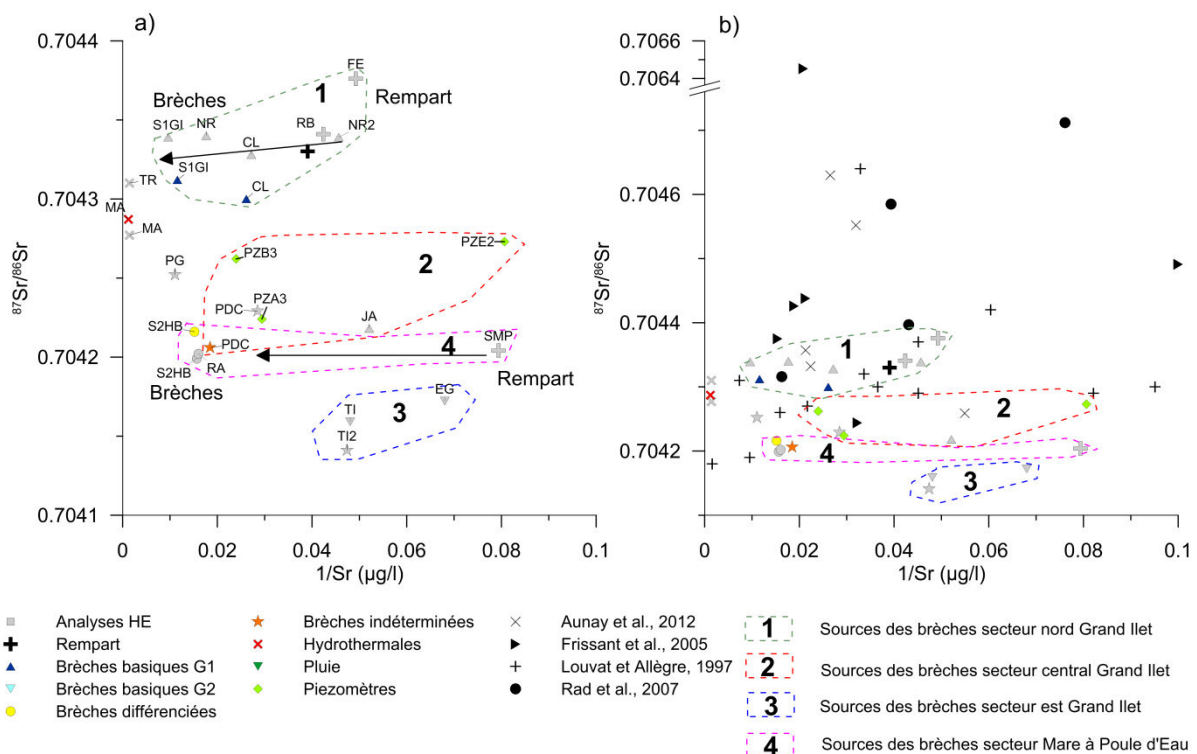 a)
0.7044
0.7043
0.7042
0.7041
87Sr/86Sr
0
0.02
0.04
0.06
0.08
0.1
1/Sr (µg/l)
FE
1
Brèches
Rempart
S1GI
NR
RB
NR2
CL
S1GI
CL
TR
MA
MA
PG
PZB3
PZE2
2
PDC
PZA3
JA
S2HB
PDC
4
SMP
S2HB
RA
Brèches
Rempart
EG
TI
3
TI2
b)
0.7066
0.7064
0.7046
0.7044
0.7042
87Sr/86Sr
0
0.02
0.04
0.06
0.08
0.1
1/Sr (µg/l)
1
2
4
3
Analyses HE
Rempart
Brèches basiques G1
Brèches basiques G2
Brèches différenciées
Brèches indéterminées
Hydrothermales
Pluie
Piezomètres
Aunay et al., 2012
Frissant et al., 2005
Louvat et Allègre, 1997
Rad et al., 2007
1 Sources des brèches secteur nord Grand Ilet
2 Sources des brèches secteur central Grand Ilet
3 Sources des brèches secteur est Grand Ilet
4 Sources des brèches secteur Mare à Poule d'Eau